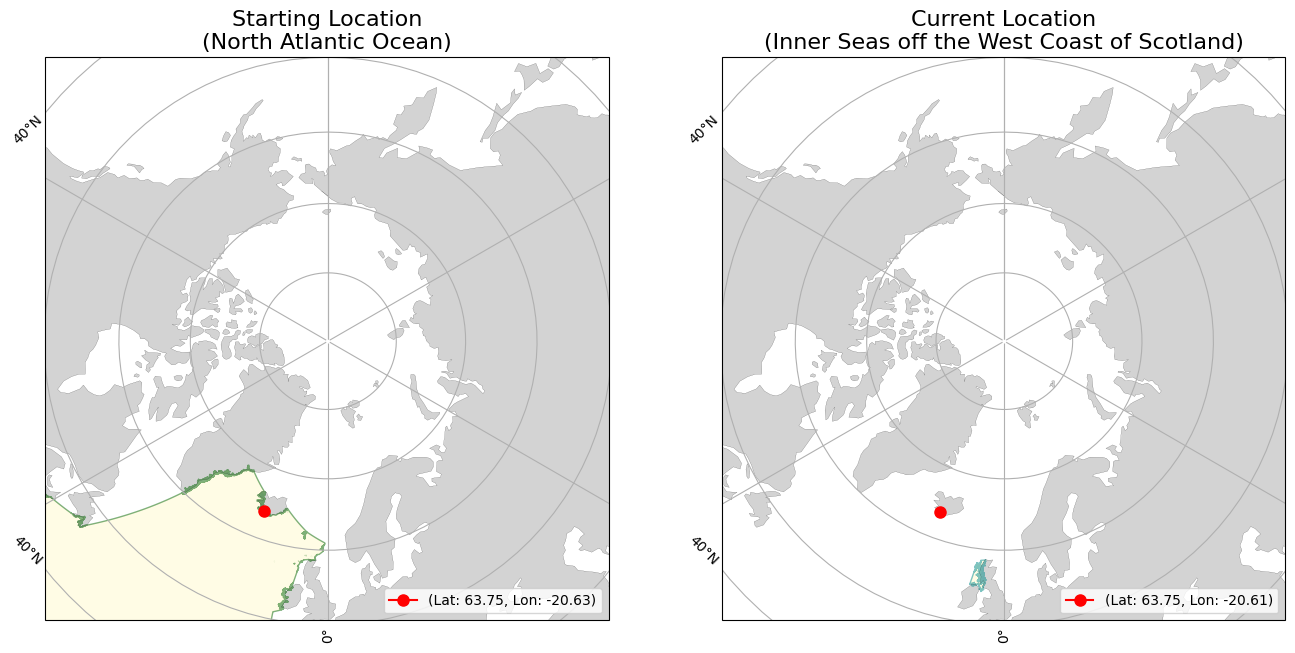 Starting Location
(North Atlantic Ocean)
40°N
40°N
0°
(Lat: 63.75, Lon: -20.63)
Current Location
(Inner Seas off the West Coast of Scotland)
40°N
40°N
0°
(Lat: 63.75, Lon: -20.61)